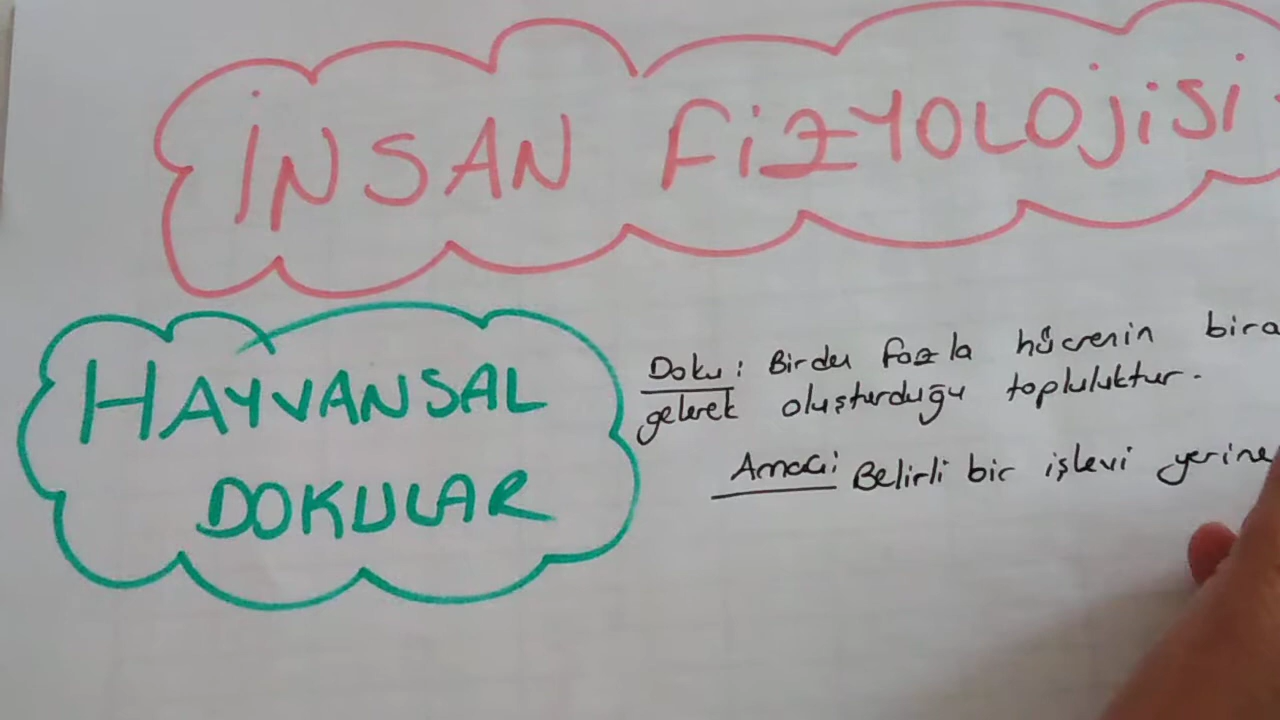 İNSAN FİZYOLOJİSİ
HAYVANSAL
DOKULAR
Doku: Birden fazla hücrenin bira
gelerek oluşturduğu topluluktur.
Amacı: Belirli bir işlevi yerine